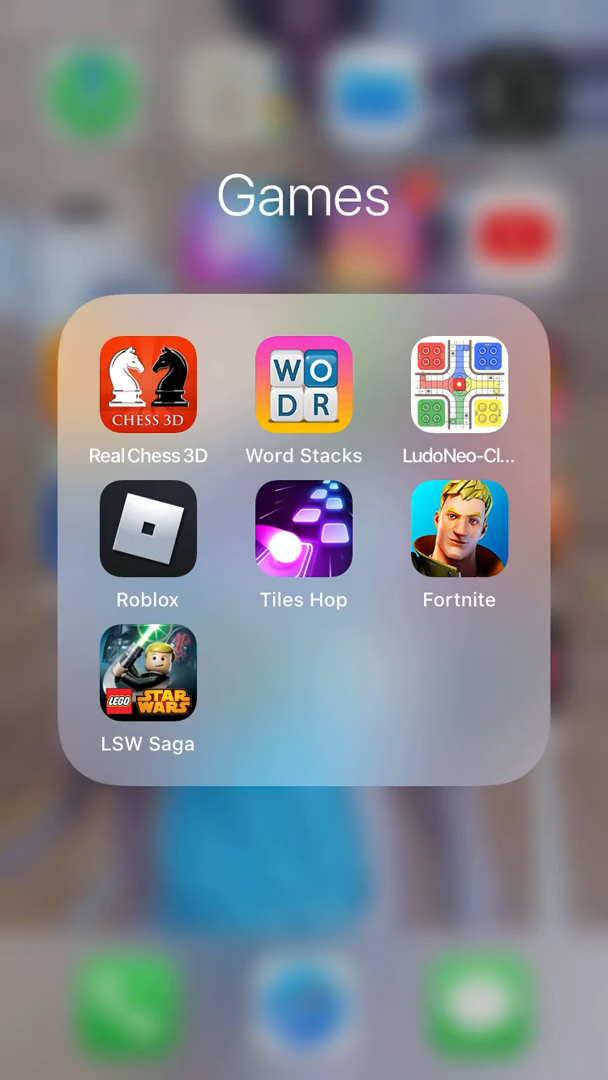 Games
CHESS 3D
W O
D R
Real Chess 3D
Word Stacks
LudoNeo-Cl...
Roblox
Tiles Hop
Fortnite
LEGO STAR WARS
LSW Saga